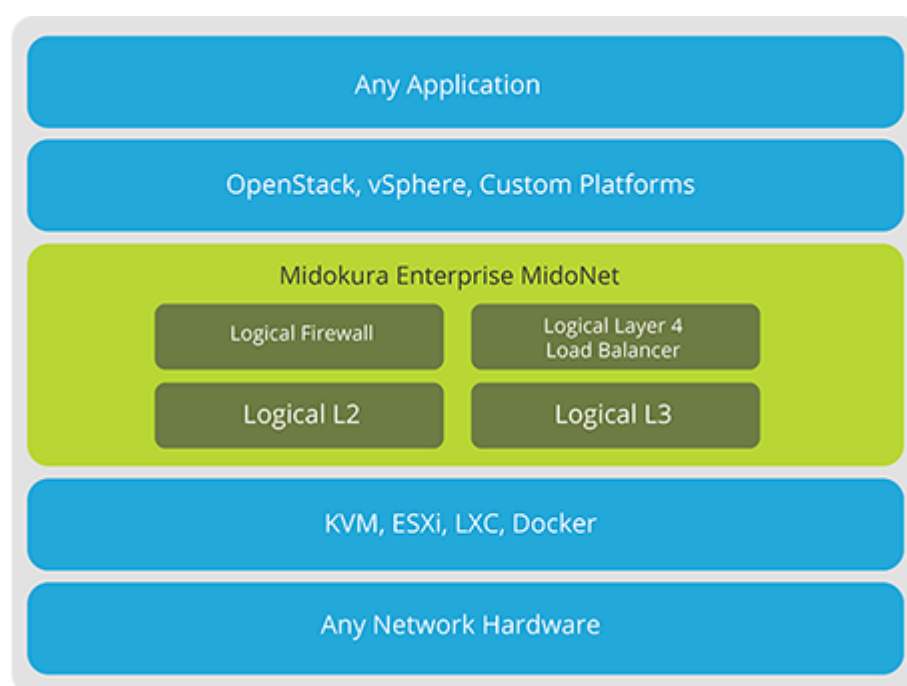 Any Application
OpenStack, vSphere, Custom Platforms
Midokura Enterprise MidoNet
Logical Firewall
Logical Layer 4
Load Balancer
Logical L2
Logical L3
KVM, ESXi, LXC, Docker
Any Network Hardware